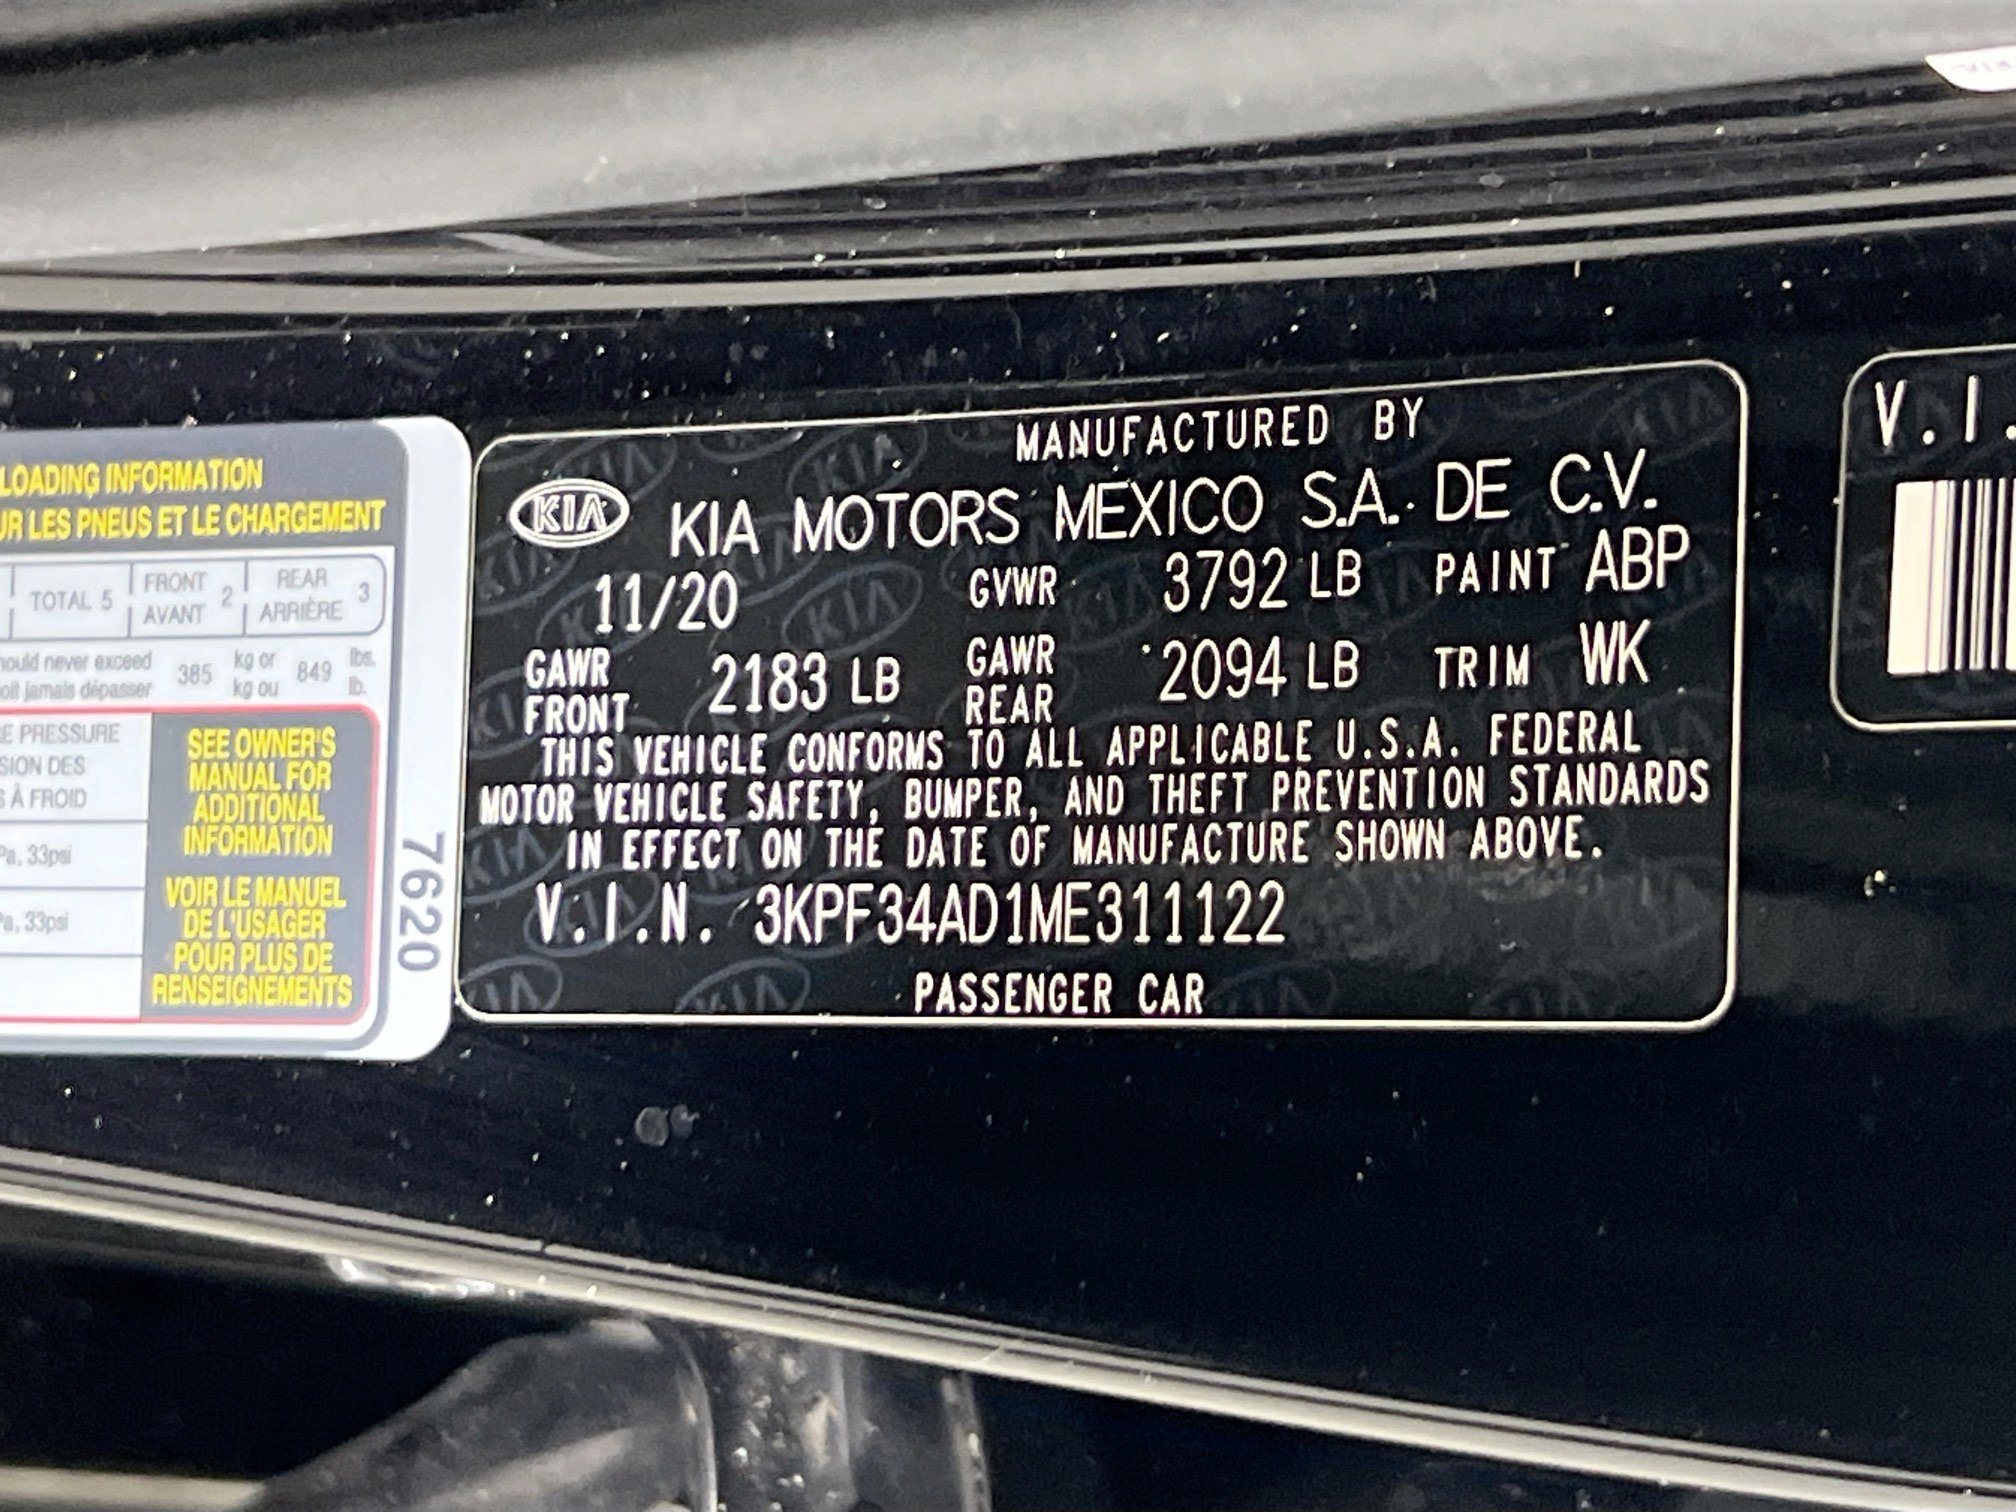 LOADING INFORMATION
UR LES PNEUS ET LE CHARGEMENT
TOTAL 5 FRONT AVANT 2 REAR ARRIÈRE 3
ould never exceed 385 kg or 849 lbs.
oit jamais dépasser kg ou lb.
E PRESSURE
SION DES
S À FROID
Pa, 33psi
Pa, 33psi
SEE OWNER'S
MANUAL FOR
ADDITIONAL
INFORMATION
VOIR LE MANUEL
DE L'USAGER
POUR PLUS DE
RENSEIGNEMENTS
7620
MANUFACTURED BY
KIA KIA MOTORS MEXICO S.A. DE C.V.
11/20 GVWR 3792 LB PAINT ABP
GAWR FRONT 2183 LB GAWR REAR 2094 LB TRIM WK
THIS VEHICLE CONFORMS TO ALL APPLICABLE U.S.A. FEDERAL
MOTOR VEHICLE SAFETY, BUMPER, AND THEFT PREVENTION STANDARDS
IN EFFECT ON THE DATE OF MANUFACTURE SHOWN ABOVE.
V.I.N. 3KPF34AD1ME311122
PASSENGER CAR
V.I.